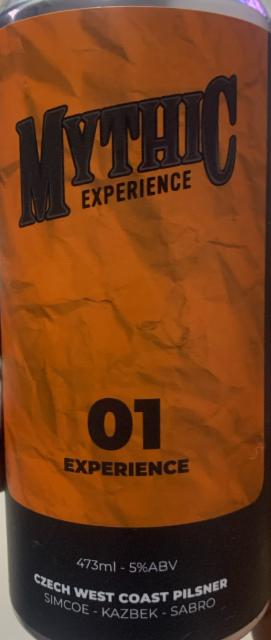 MYTHIC
EXPERIENCE
01
EXPERIENCE
473ml - 5%ABV
CZECH WEST COAST PILSNER
SIMCOE - KAZBEK - SABRO